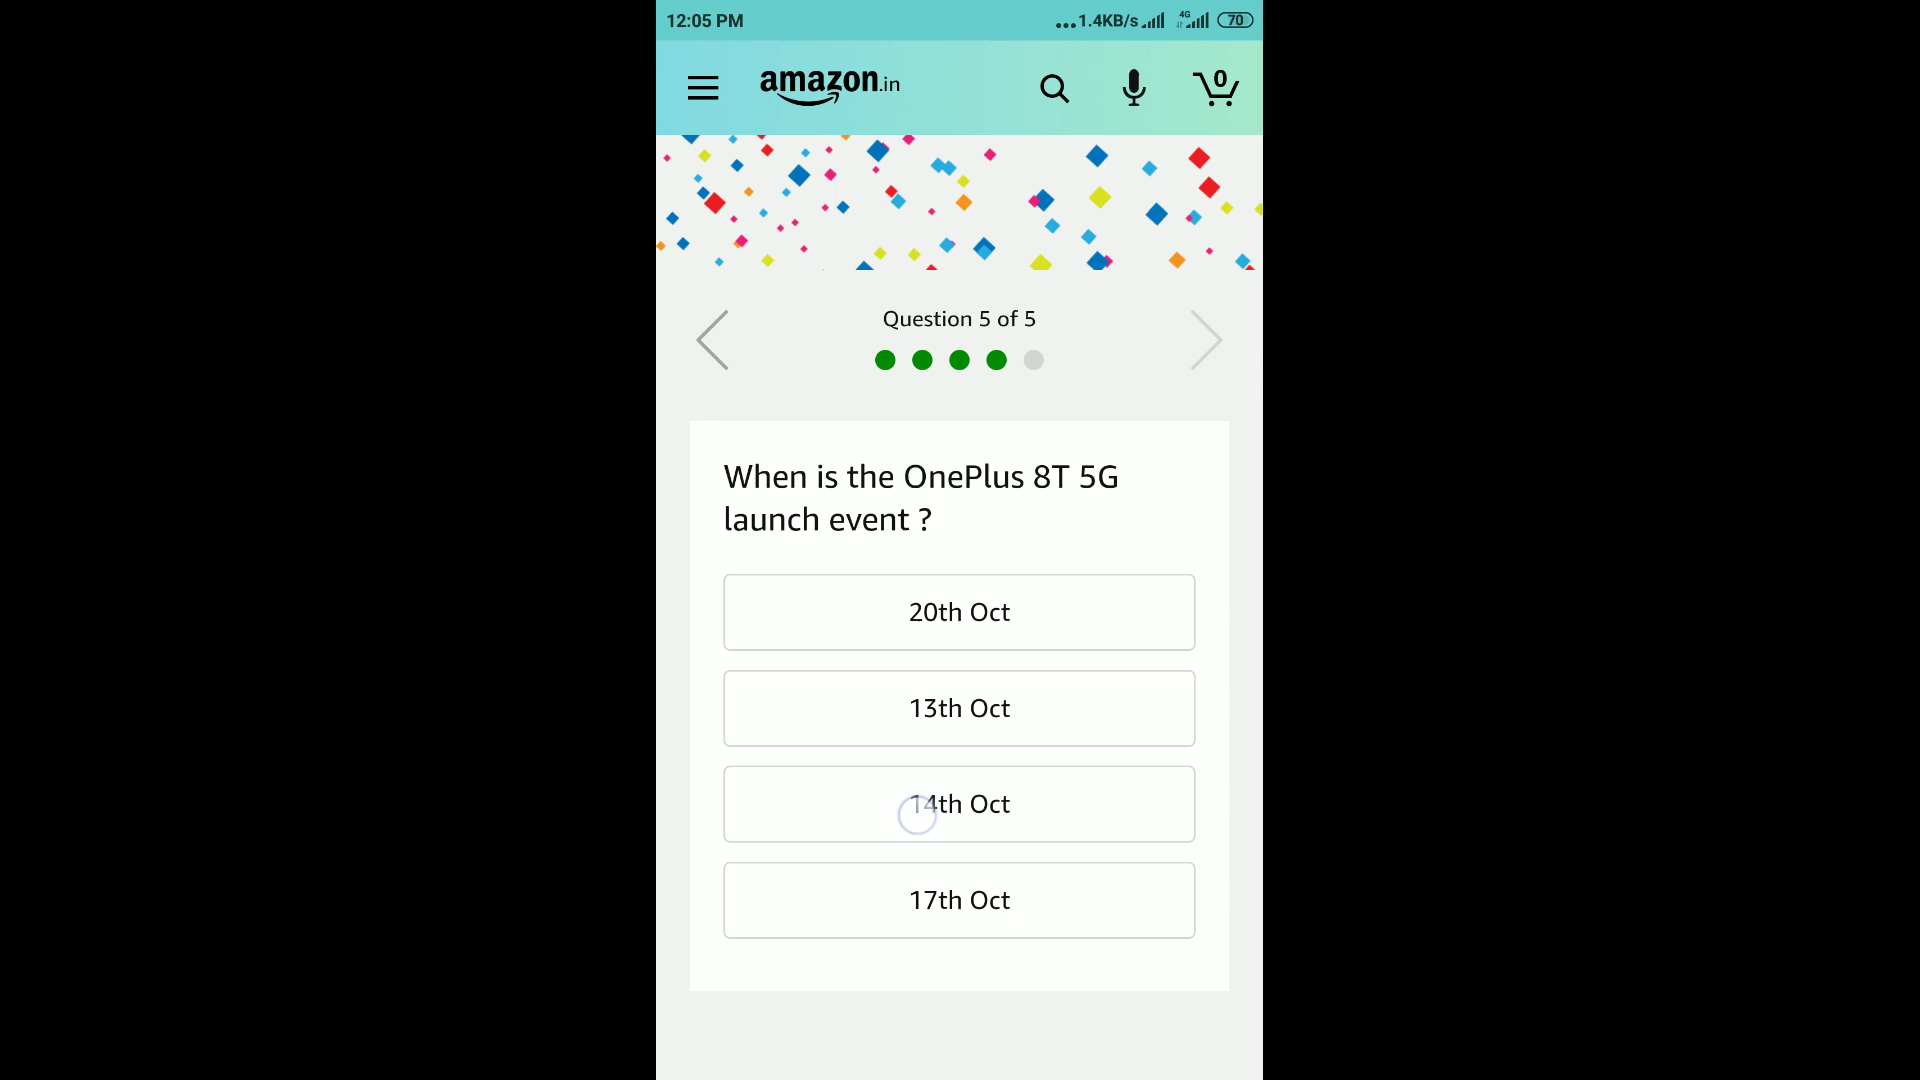 12:05 PM
...1.4KB/s 4G 70
amazon.in
0
Question 5 of 5
When is the OnePlus 8T 5G
launch event ?
20th Oct
13th Oct
14th Oct
17th Oct